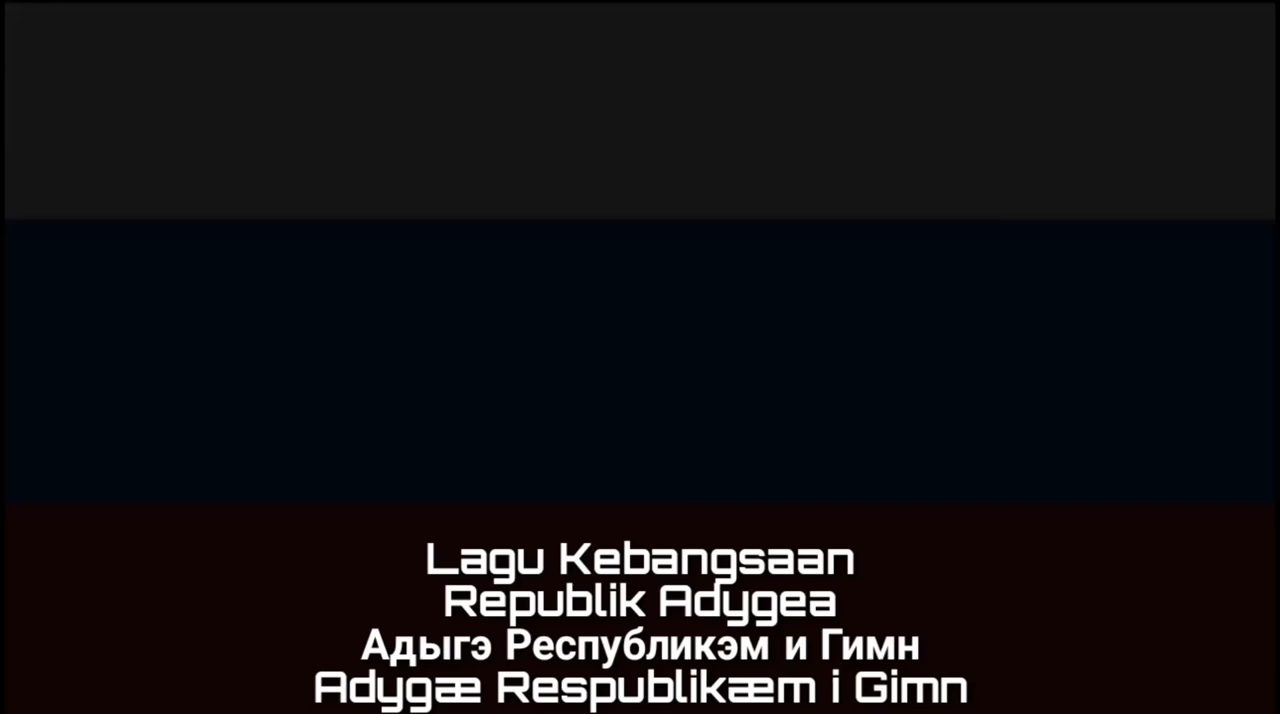 Lagu Kebangsaan
Republik Adygea
Адыгэ Республикэм и Гимн
Adygæ Respublikæm i Gimn